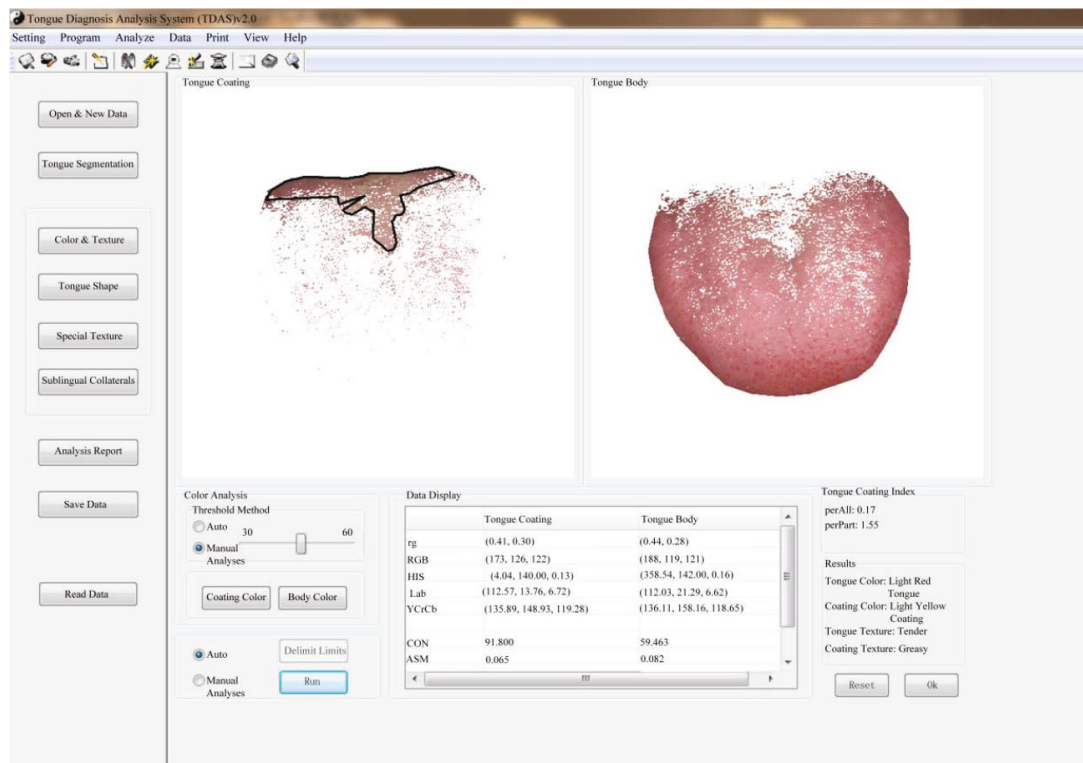 Tongue Diagnosis Analysis System (TDAS)v2.0
Setting Program Analyze Data Print View Help
Open & New Data
Tongue Segmentation
Color & Texture
Tongue Shape
Special Texture
Sublingual Collaterals
Analysis Report
Save Data
Read Data
Tongue Coating
Tongue Body
Color Analysis
Threshold Method
Auto
30
60
Manual
Analyses
Coating Color
Body Color
Auto
Delimit Limits
Manual
Analyses
Run
Data Display
Tongue Coating Tongue Body
rg (0.41, 0.30) (0.44, 0.28)
RGB (173, 126, 122) (188, 119, 121)
HIS (4.04, 140.00, 0.13) (358.54, 142.00, 0.16)
Lab (112.57, 13.76, 6.72) (112.03, 21.29, 6.62)
YCrCb (135.89, 148.93, 119.28) (136.11, 158.16, 118.65)
CON 91.800 59.463
ASM 0.065 0.082
Tongue Coating Index
perAll: 0.17
perPart: 1.55
Results
Tongue Color: Light Red
Tongue
Coating Color: Light Yellow
Coating
Tongue Texture: Tender
Coating Texture: Greasy
Reset
Ok